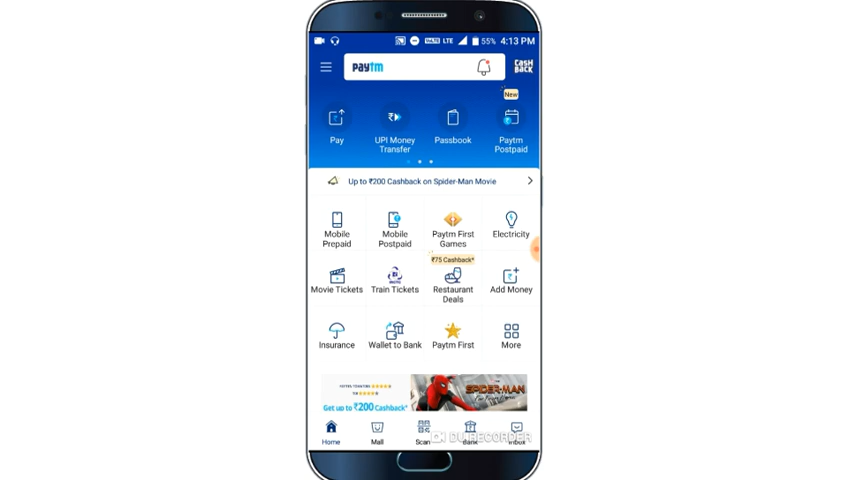 VoLTE LTE 55% 4:13 PM
paytm
CASH
BACK
New
Pay
UPI Money
Transfer
Passbook
Paytm
Postpaid
Up to ₹200 Cashback on Spider-Man Movie
Mobile
Prepaid
Mobile
Postpaid
Paytm First
Games
Electricity
₹75 Cashback*
Movie Tickets
Train Tickets
Restaurant
Deals
Add Money
Insurance
Wallet to Bank
Paytm First
More
Get up to ₹200 Cashback*
SPIDER-MAN
Home
Mall
Scan
Bank
Inbox
DU RECORDER